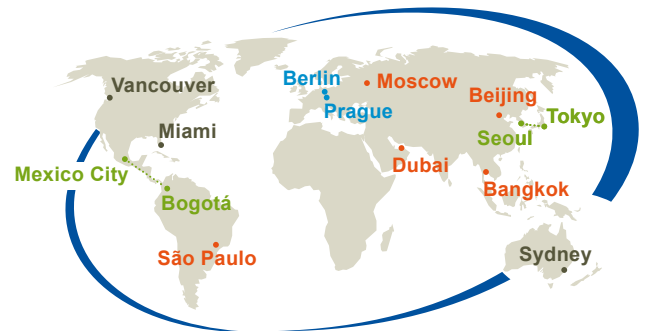 Berlin
Moscow
Vancouver
Beijing
Prague
Tokyo
Miami
Seoul
Dubai
Mexico City
Bangkok
Bogotá
Sydney
São Paulo